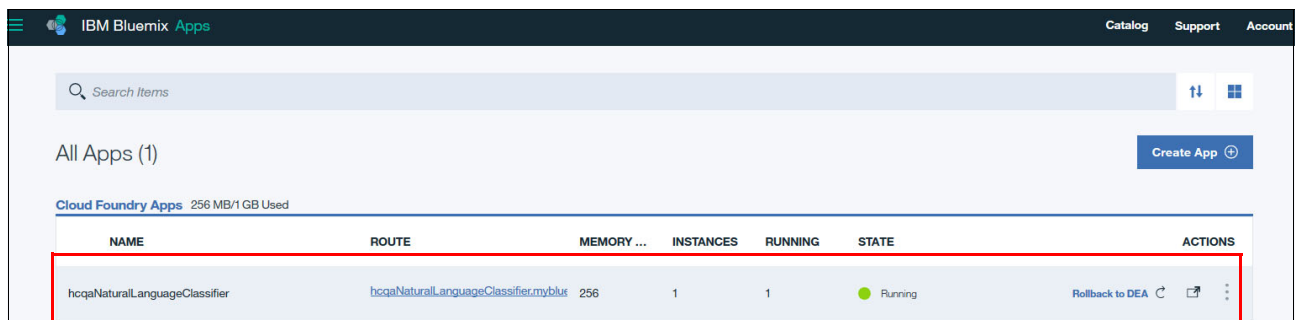 IBM Bluemix Apps Catalog Support Account
Search Items
All Apps (1) Create App
Cloud Foundry Apps 256 MB/1 GB Used
NAME ROUTE MEMORY ... INSTANCES RUNNING STATE ACTIONS
hcqaNaturalLanguageClassifier hcqaNaturalLanguageClassifier.myblue 256 1 1 Running Rollback to DEA